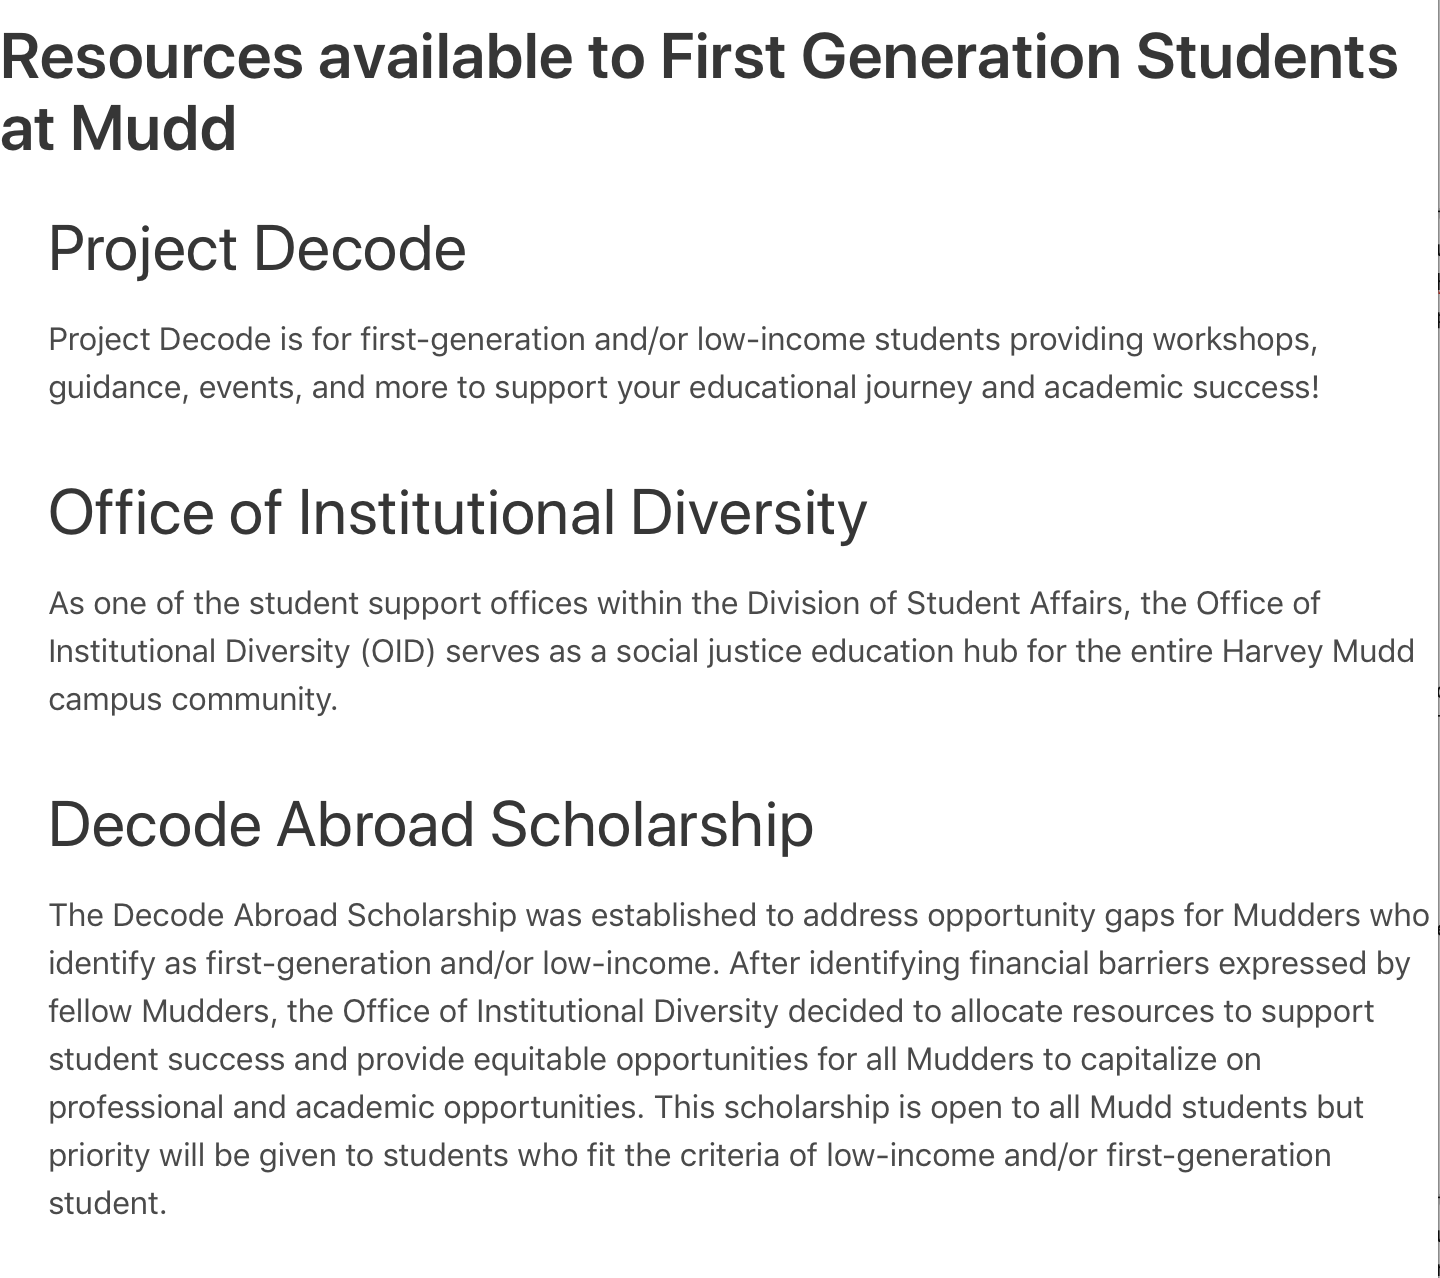 Resources available to First Generation Students
at Mudd
Project Decode
Project Decode is for first-generation and/or low-income students providing workshops,
guidance, events, and more to support your educational journey and academic success!
Office of Institutional Diversity
As one of the student support offices within the Division of Student Affairs, the Office of
Institutional Diversity (OID) serves as a social justice education hub for the entire Harvey Mudd
campus community.
Decode Abroad Scholarship
The Decode Abroad Scholarship was established to address opportunity gaps for Mudders who
identify as first-generation and/or low-income. After identifying financial barriers expressed by
fellow Mudders, the Office of Institutional Diversity decided to allocate resources to support
student success and provide equitable opportunities for all Mudders to capitalize on
professional and academic opportunities. This scholarship is open to all Mudd students but
priority will be given to students who fit the criteria of low-income and/or first-generation
student.